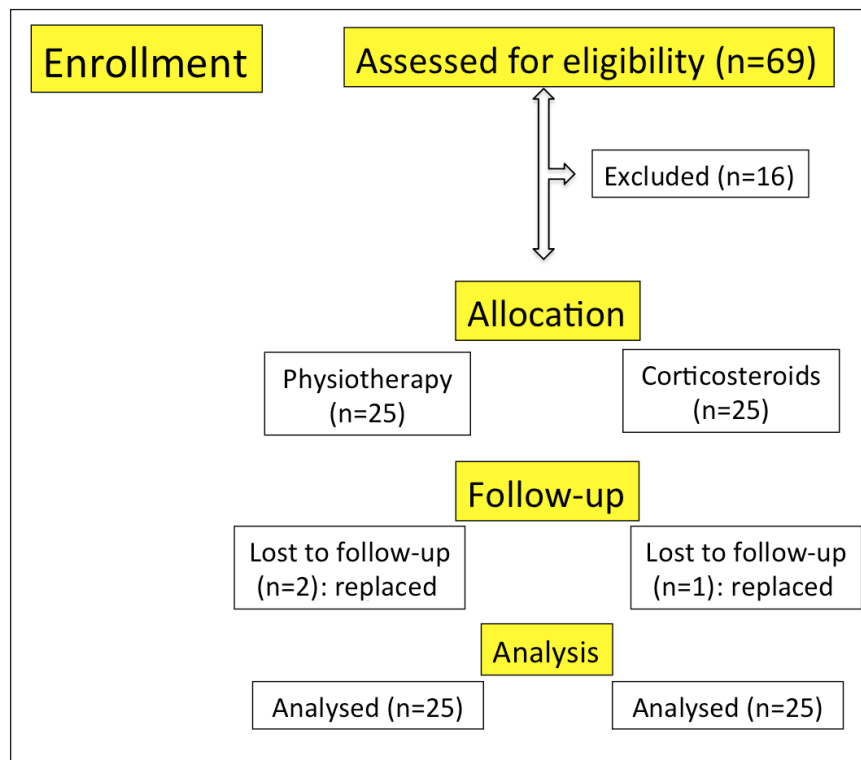 Enrollment
Assessed for eligibility (n=69)
Excluded (n=16)
Allocation
Physiotherapy
(n=25)
Corticosteroids
(n=25)
Follow-up
Lost to follow-up
(n=2): replaced
Lost to follow-up
(n=1): replaced
Analysis
Analysed (n=25)
Analysed (n=25)